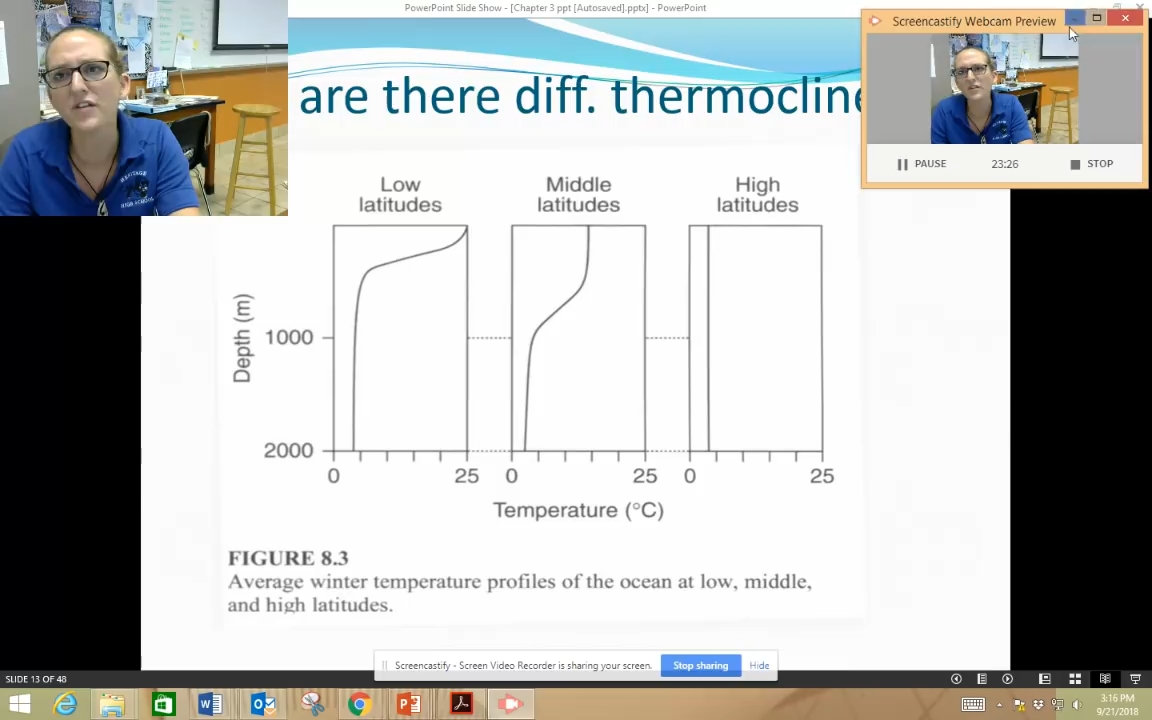 PowerPoint Slide Show - [Chapter 3 ppt [Autosaved].pptx] - PowerPoint
Screencastify Webcam Preview
PAUSE 23:26 STOP
are there diff. thermocline
HERITAGE
HIGH SCHOOL
Low latitudes
Middle latitudes
High latitudes
Depth (m)
1000
2000
0 25 0 25 0 25
Temperature (°C)
FIGURE 8.3
Average winter temperature profiles of the ocean at low, middle,
and high latitudes.
Screencastify - Screen Video Recorder is sharing your screen. Stop sharing Hide
SLIDE 13 OF 48
3:16 PM
9/21/2018